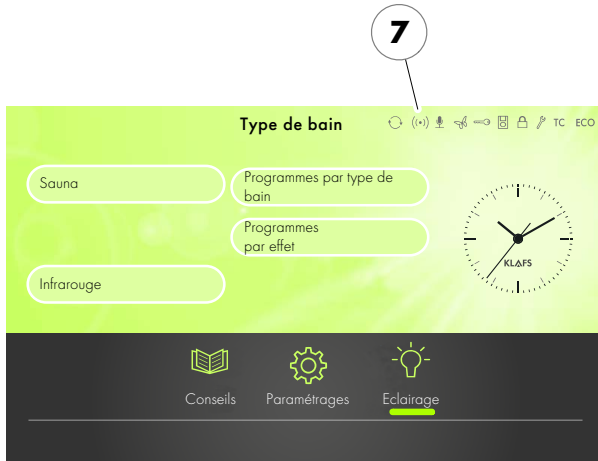 7
Type de bain
TC ECO
Sauna
Programmes par type de
bain
Programmes
par effet
KLAFS
Infrarouge
Conseils Paramétrages Eclairage